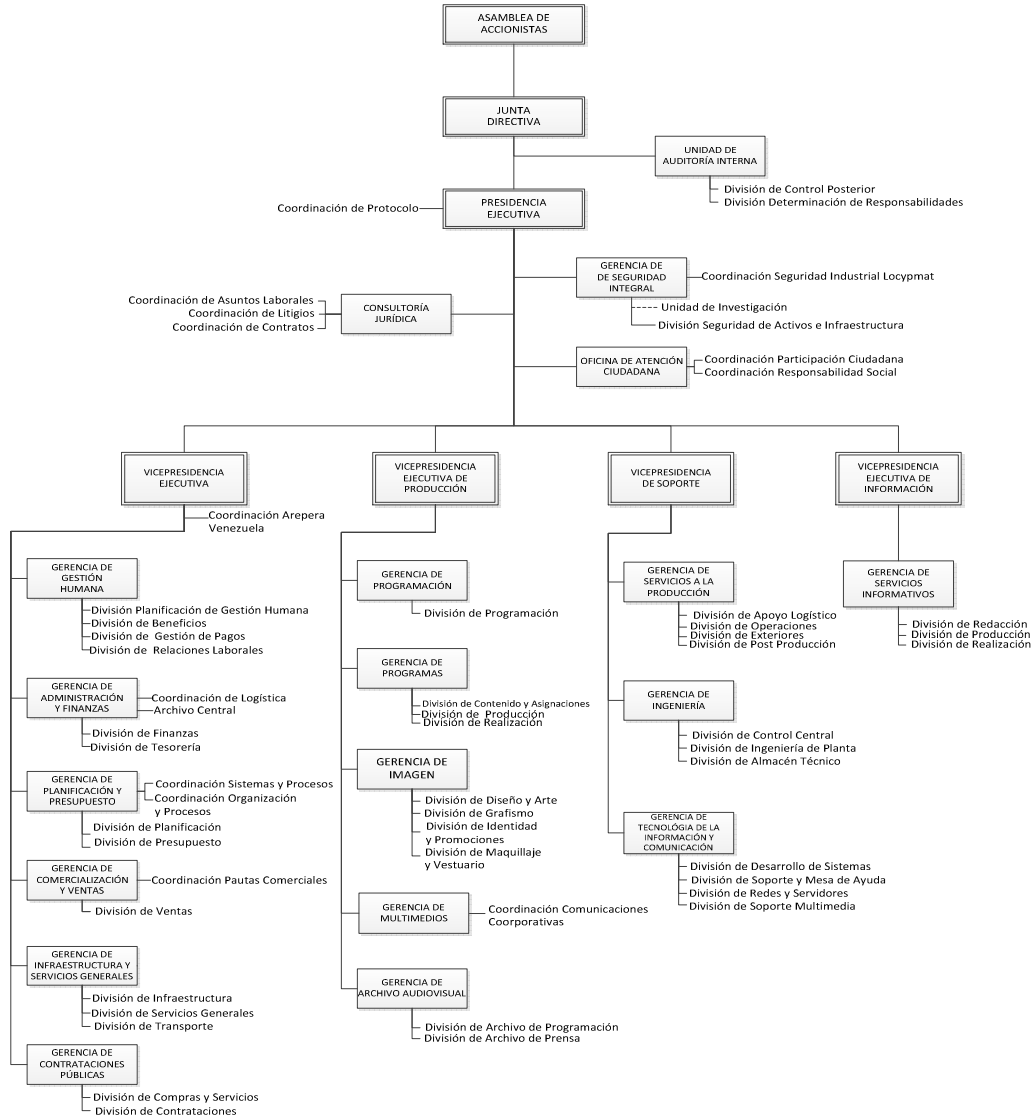 ASAMBLEA DE
ACCIONISTAS
JUNTA
DIRECTIVA
UNIDAD DE
AUDITORÍA INTERNA
División de Control Posterior
División Determinación de Responsabilidades
Coordinación de Protocolo
PRESIDENCIA
EJECUTIVA
GERENCIA DE
DE SEGURIDAD
INTEGRAL
Coordinación Seguridad Industrial Locypmat
Unidad de Investigación
División Seguridad de Activos e Infraestructura
Coordinación de Asuntos Laborales
Coordinación de Litigios
Coordinación de Contratos
CONSULTORÍA
JURÍDICA
OFICINA DE ATENCIÓN
CIUDADANA
Coordinación Participación Ciudadana
Coordinación Responsabilidad Social
VICEPRESIDENCIA
EJECUTIVA
Coordinación Arepera
Venezuela
GERENCIA DE
GESTIÓN
HUMANA
División Planificación de Gestión Humana
División de Beneficios
División de  Gestión de Pagos
División de  Relaciones Laborales
GERENCIA DE
ADMINISTRACIÓN
Y FINANZAS
Coordinación de Logística
Archivo Central
División de Finanzas
División de Tesorería
GERENCIA DE
PLANIFICACIÓN Y
PRESUPUESTO
Coordinación Sistemas y Procesos
Coordinación Organización
y Procesos
División de Planificación
División de Presupuesto
GERENCIA DE
COMERCIALIZACIÓN
Y VENTAS
Coordinación Pautas Comerciales
División de Ventas
GERENCIA DE
INFRAESTRUCTURA Y
SERVICIOS GENERALES
División de Infraestructura
División de Servicios Generales
División de Transporte
GERENCIA DE
CONTRATACIONES
PÚBLICAS
División de Compras y Servicios
División de Contrataciones
VICEPRESIDENCIA
EJECUTIVA DE
PRODUCCIÓN
GERENCIA DE
PROGRAMACIÓN
División de Programación
GERENCIA DE
PROGRAMAS
División de Contenido y Asignaciones
División de  Producción
División de Realización
GERENCIA DE
IMAGEN
División de Diseño y Arte
División de Grafismo
División de Identidad
y Promociones
División de Maquillaje
y Vestuario
GERENCIA DE
MULTIMEDIOS
Coordinación Comunicaciones
Coorporativas
GERENCIA DE
ARCHIVO AUDIOVISUAL
División de Archivo de Programación
División de Archivo de Prensa
VICEPRESIDENCIA
DE SOPORTE
GERENCIA DE
SERVICIOS A LA
PRODUCCIÓN
División de Apoyo Logístico
División de Operaciones
División de Exteriores
División de Post Producción
GERENCIA DE
INGENIERÍA
División de Control Central
División de Ingeniería de Planta
División de Almacén Técnico
GERENCIA DE
TECNOLÓGIA DE LA
INFORMACIÓN Y
COMUNICACIÓN
División de Desarrollo de Sistemas
División de Soporte y Mesa de Ayuda
División de Redes y Servidores
División de Soporte Multimedia
VICEPRESIDENCIA
EJECUTIVA DE
INFORMACIÓN
GERENCIA DE
SERVICIOS
INFORMATIVOS
División de Redacción
División de Producción
División de Realización